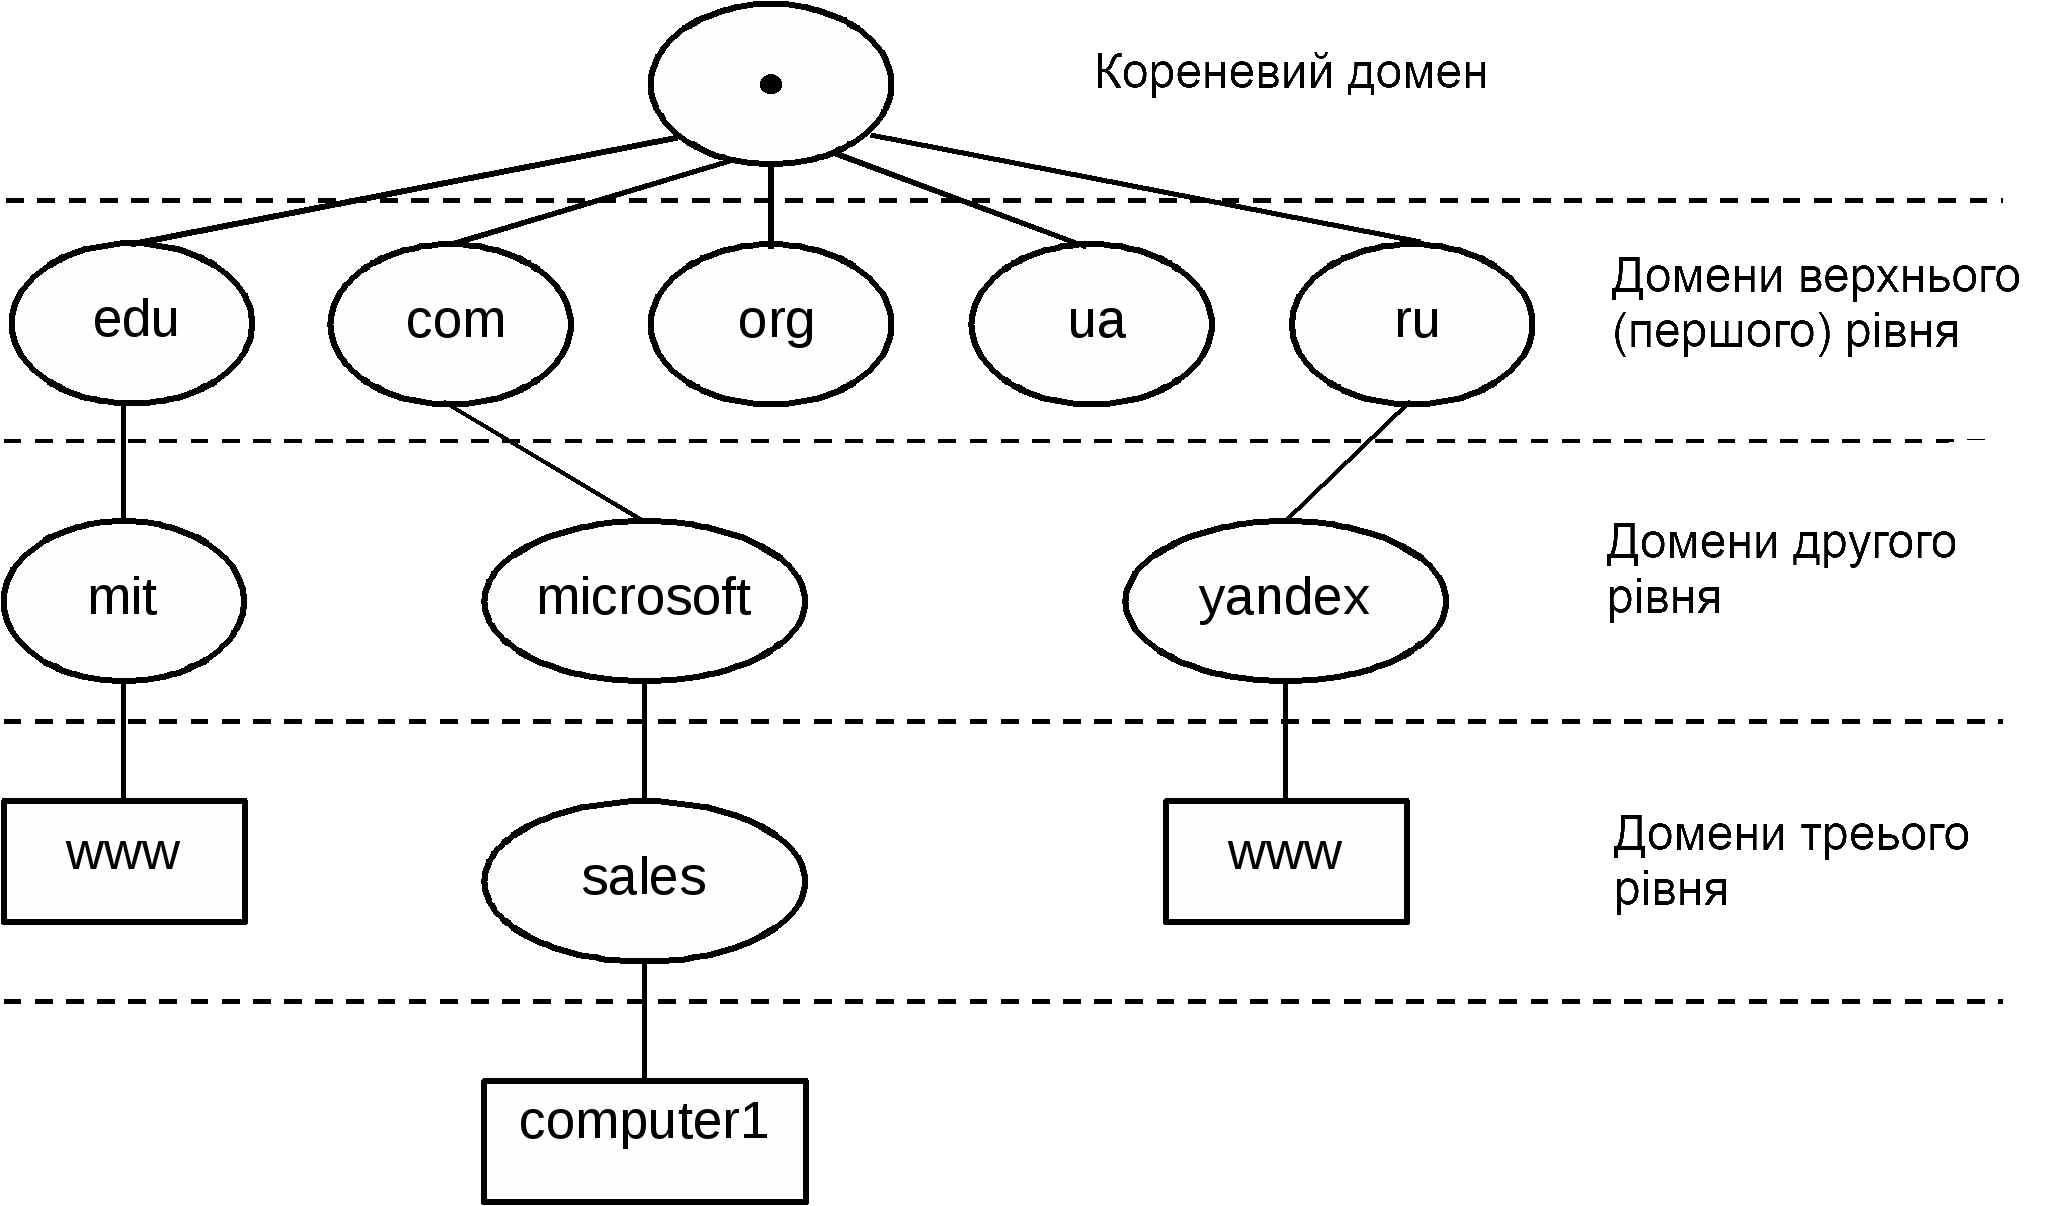 Кореневий домен
edu com org ua ru
Домени верхнього
(першого) рівня
mit microsoft yandex
Домени другого
рівня
www sales www
Домени треього
рівня
computer1